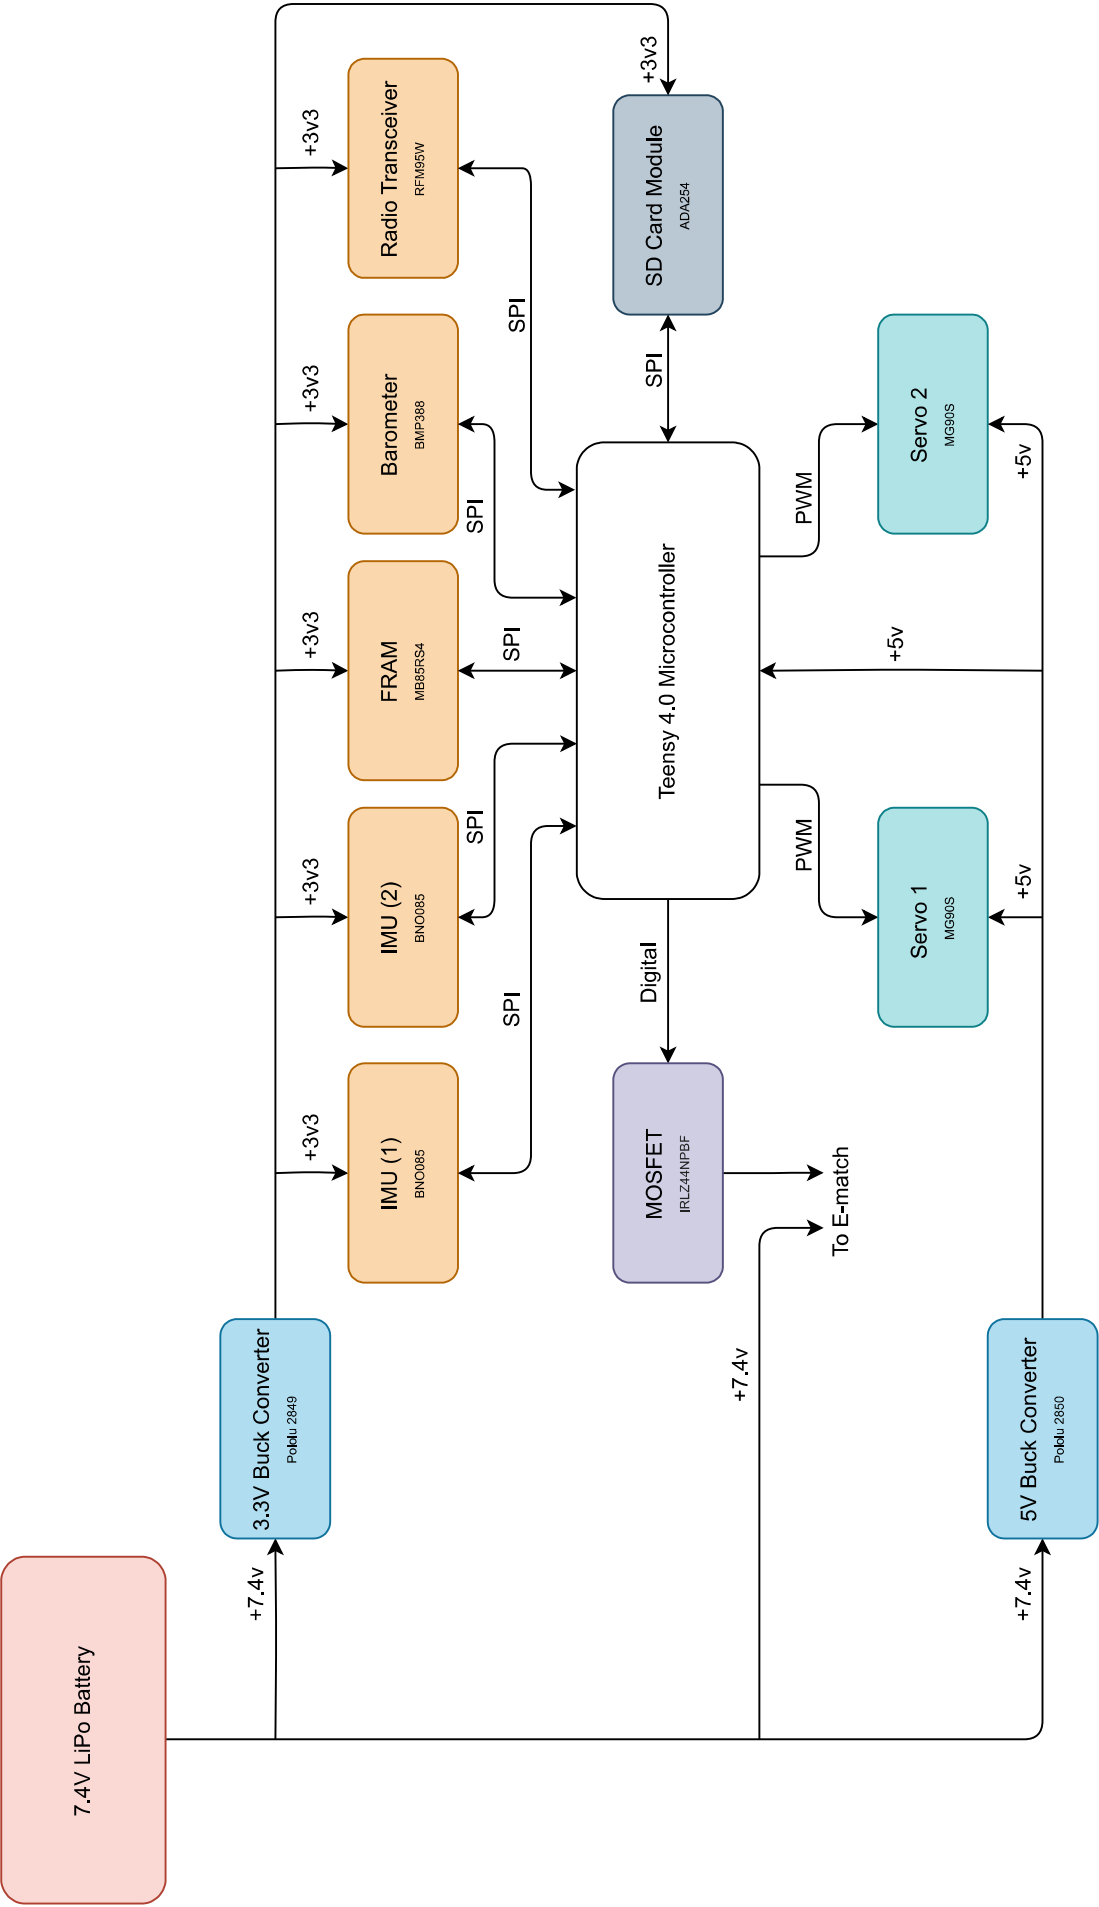 7.4V LiPo Battery
+7.4v
3.3V Buck Converter
Pololu 2849
+3v3
IMU (1)
BNO085
+3v3
IMU (2)
BNO085
+3v3
FRAM
MB85RS4
+3v3
Barometer
BMP388
+3v3
Radio Transceiver
RFM95W
+3v3
SPI
SPI
SPI
SPI
SPI
MOSFET
IRLZ44NPBF
Digital
Teensy 4.0 Microcontroller
SPI
SD Card Module
ADA254
+7.4v
To E-match
PWM
+5v
PWM
Servo 1
MG90S
Servo 2
MG90S
+7.4v
5V Buck Converter
Pololu 2850
+5v
+5v